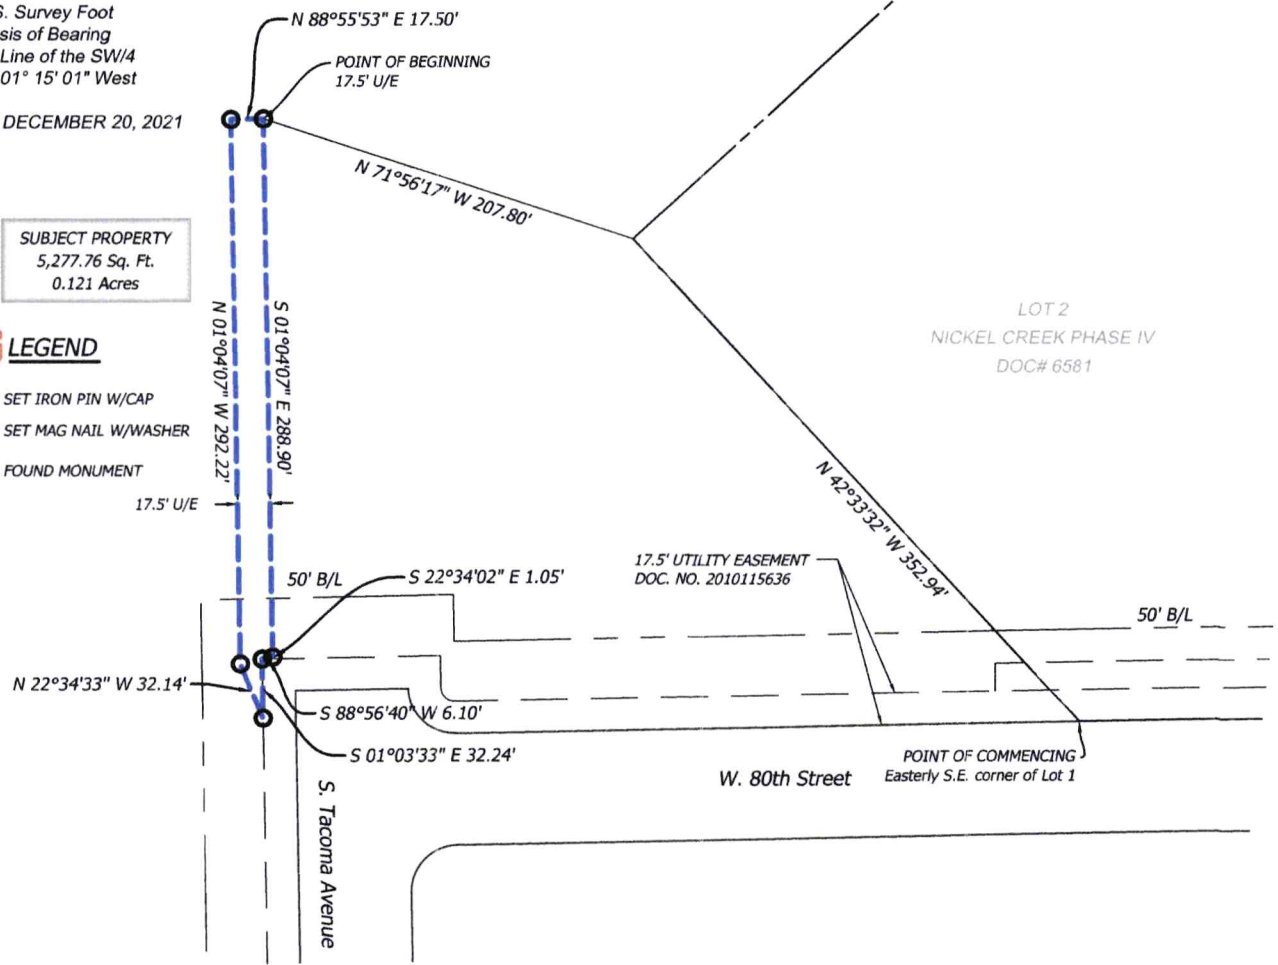 S. Survey Foot
sis of Bearing
Line of the SW/4
01° 15' 01" West
DECEMBER 20, 2021
N 88°55'53" E 17.50'
POINT OF BEGINNING
17.5' U/E
N 71°56'17" W 207.80'
SUBJECT PROPERTY
5,277.76 Sq. Ft.
0.121 Acres
LEGEND
SET IRON PIN W/CAP
SET MAG NAIL W/WASHER
FOUND MONUMENT
N 01°04'07" W 292.22'
S 01°04'07" E 288.90'
17.5' U/E
LOT 2
NICKEL CREEK PHASE IV
DOC# 6581
N 42°33'32" W 352.94'
17.5' UTILITY EASEMENT
DOC. NO. 2010115636
50' B/L
S 22°34'02" E 1.05'
50' B/L
N 22°34'33" W 32.14'
S 88°56'40" W 6.10'
S 01°03'33" E 32.24'
POINT OF COMMENCING
Easterly S.E. corner of Lot 1
W. 80th Street
S. Tacoma Avenue